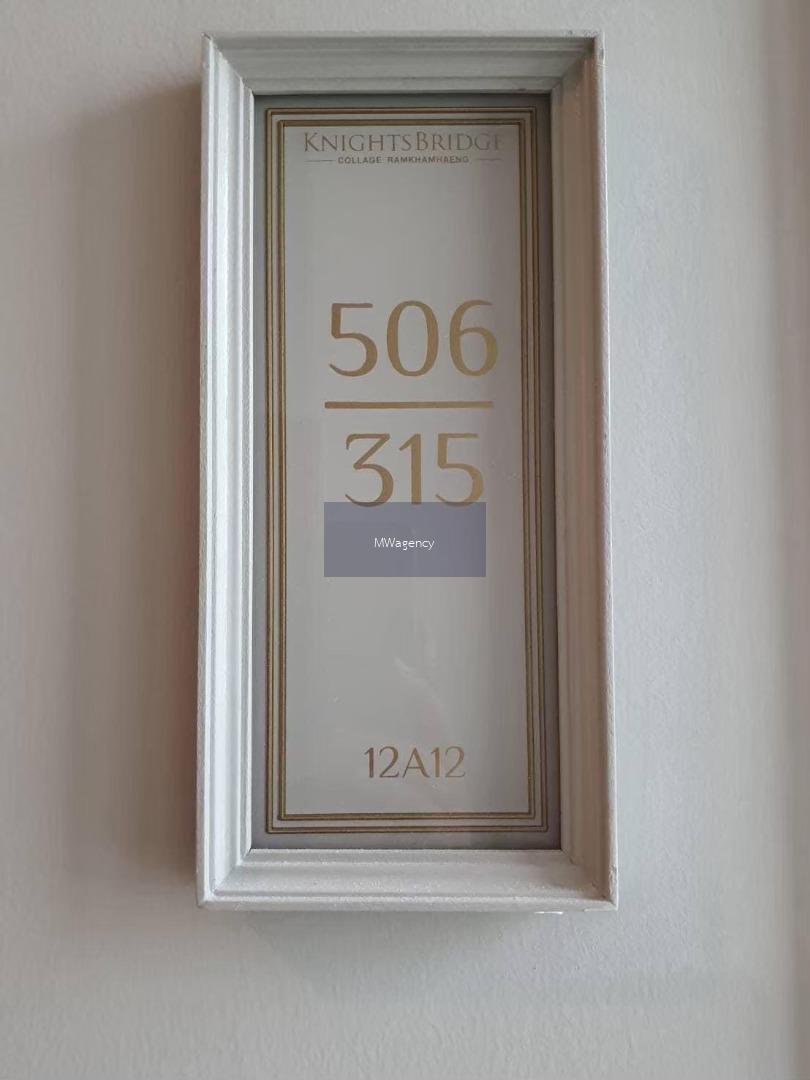 KNIGHTSBRIDGE
COLLAGE RAMKHAMHAENG
506
315
MWagency
12A12